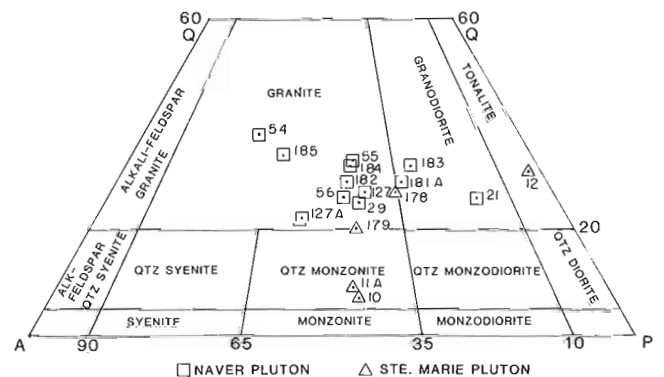 60 60
Q Q
ALKALI-FELDSPAR
GRANITE
GRANITE
GRANODIORITE
TONALITE
54
185
55
184
183
182
181A
12
56
127
178
21
29
127A
179
20
ALK-
FELDSPAR
QTZ SYENITE
QTZ SYENITE
QTZ MONZONITE
QTZ MONZODIORITE
QTZ DIORITE
11A
10
SYENITE
MONZONITE
MONZODIORITE
A 90 65 35 10 P
NAVER PLUTON STE. MARIE PLUTON